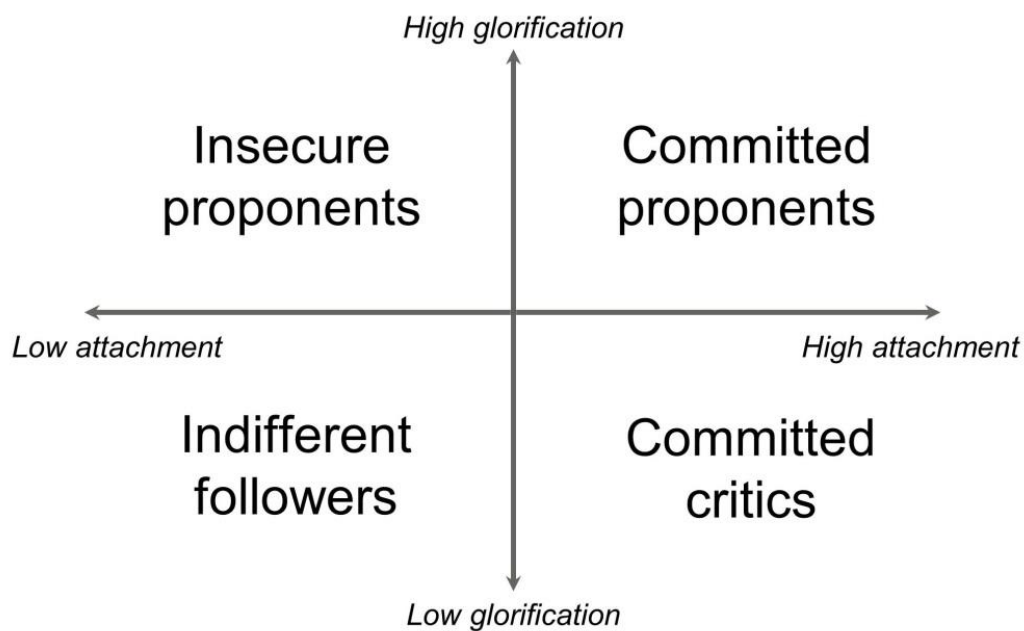 High glorification
Insecure
proponents
Committed
proponents
Low attachment
High attachment
Indifferent
followers
Committed
critics
Low glorification